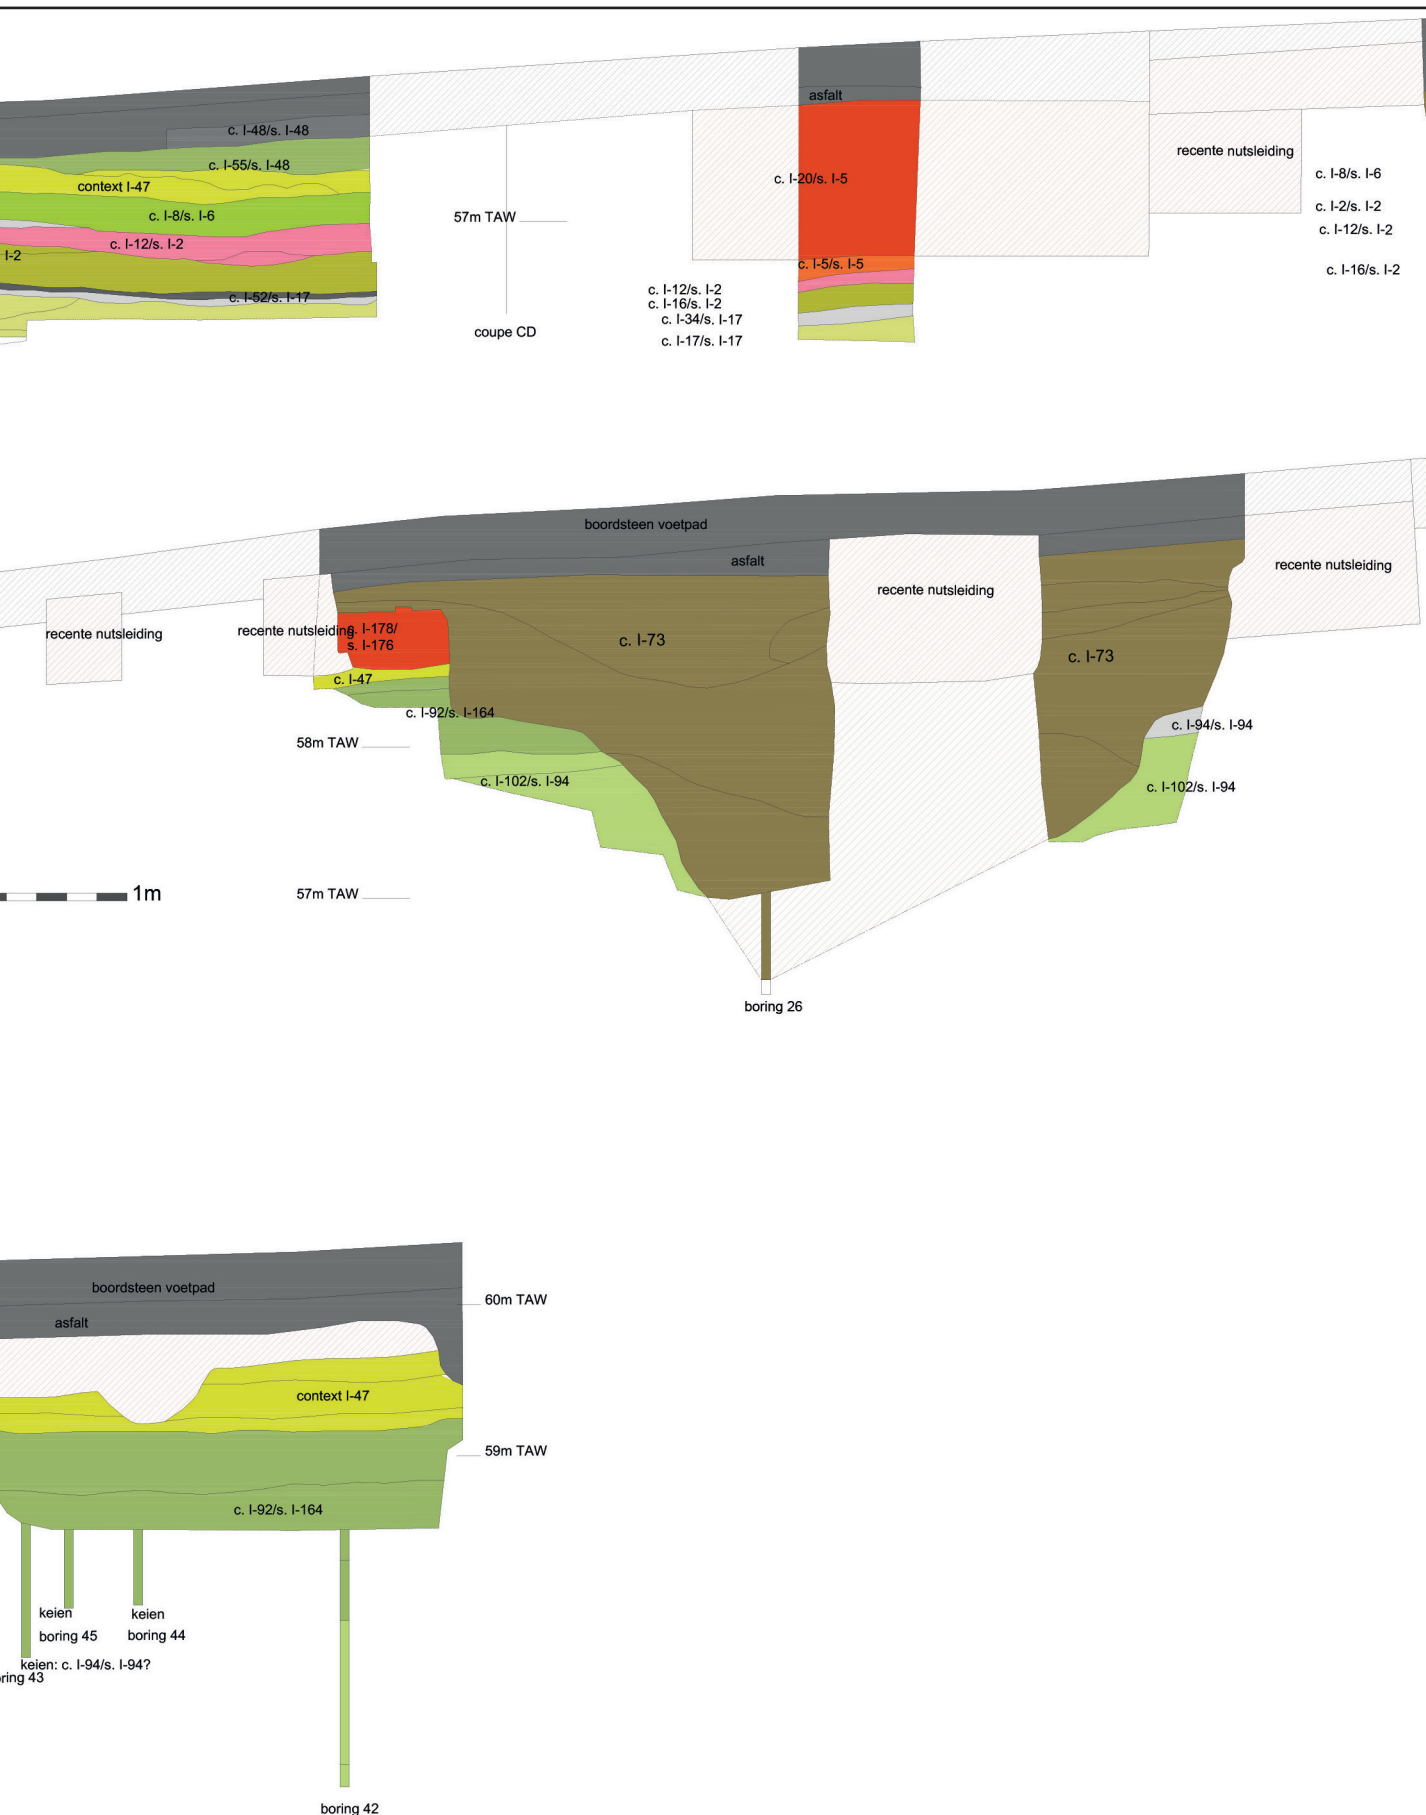 asfalt
c. I-48/s. I-48
c. I-55/s. I-48
context I-47
c. I-8/s. I-6
c. I-12/s. I-2
I-2
c. I-52/s. I-17
57m TAW
coupe CD
c. I-20/s. I-5
c. I-5/s. I-5
c. I-12/s. I-2
c. I-16/s. I-2
c. I-34/s. I-17
c. I-17/s. I-17
recente nutsleiding
c. I-8/s. I-6
c. I-2/s. I-2
c. I-12/s. I-2
c. I-16/s. I-2
boordsteen voetpad
asfalt
recente nutsleiding
recente nutsleiding
recente nutsleiding
recente nutsleiding
c. I-178/
s. I-176
c. I-73
c. I-73
c. I-47
c. I-92/s. I-164
c. I-94/s. I-94
58m TAW
c. I-102/s. I-94
c. I-102/s. I-94
1m
57m TAW
boring 26
boordsteen voetpad
60m TAW
asfalt
context I-47
59m TAW
c. I-92/s. I-164
keien
boring 45
keien
boring 44
keien: c. I-94/s. I-94?
ring 43
boring 42